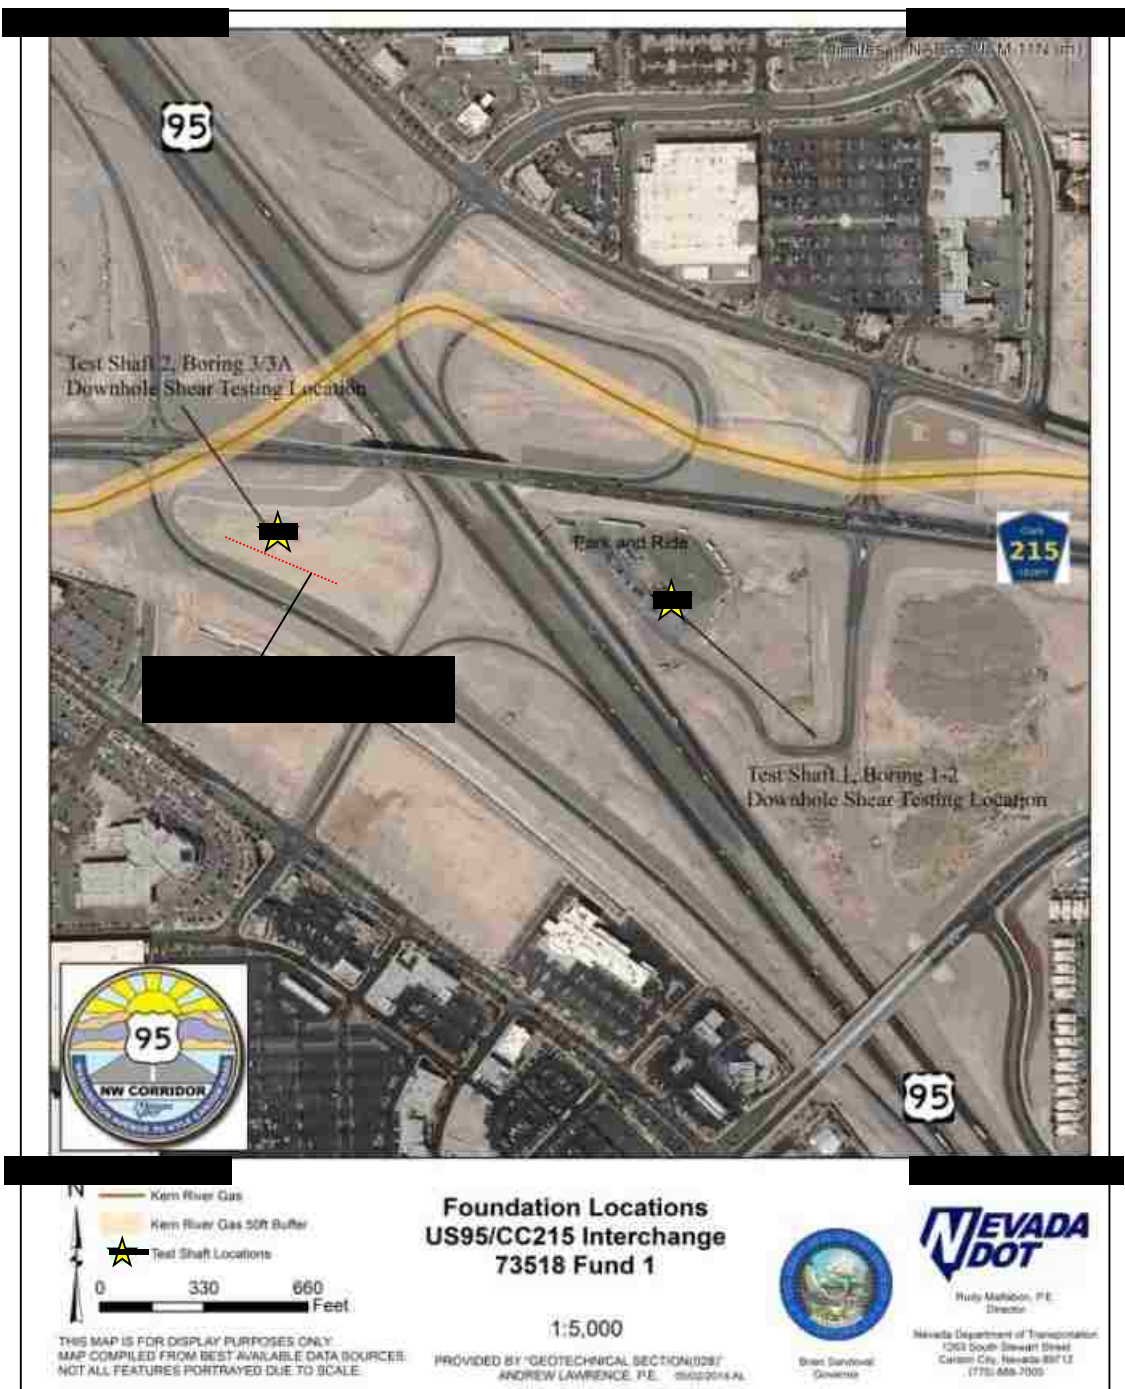 95
Test Shaft 2, Boring 3/3A
Downhole Shear Testing Location
215
Park and Ride
Test Shaft 1, Boring 1-2
Downhole Shear Testing Location
95
NW CORRIDOR
95
N
Kern River Gas
Kern River Gas 50ft Buffer
Test Shaft Locations
0 330 660
Feet
THIS MAP IS FOR DISPLAY PURPOSES ONLY
MAP COMPILED FROM BEST AVAILABLE DATA SOURCES.
NOT ALL FEATURES PORTRAYED DUE TO SCALE.
Foundation Locations
US95/CC215 Interchange
73518 Fund 1
1:5,000
PROVIDED BY "GEOTECHNICAL SECTION(028)"
ANDREW LAWRENCE, P.E.
Brian Sandoval
Governor
NEVADA
DOT
Rudy Malfabon, P.E.
Director
Nevada Department of Transportation
1263 South Stewart Street
Carson City, Nevada 89712